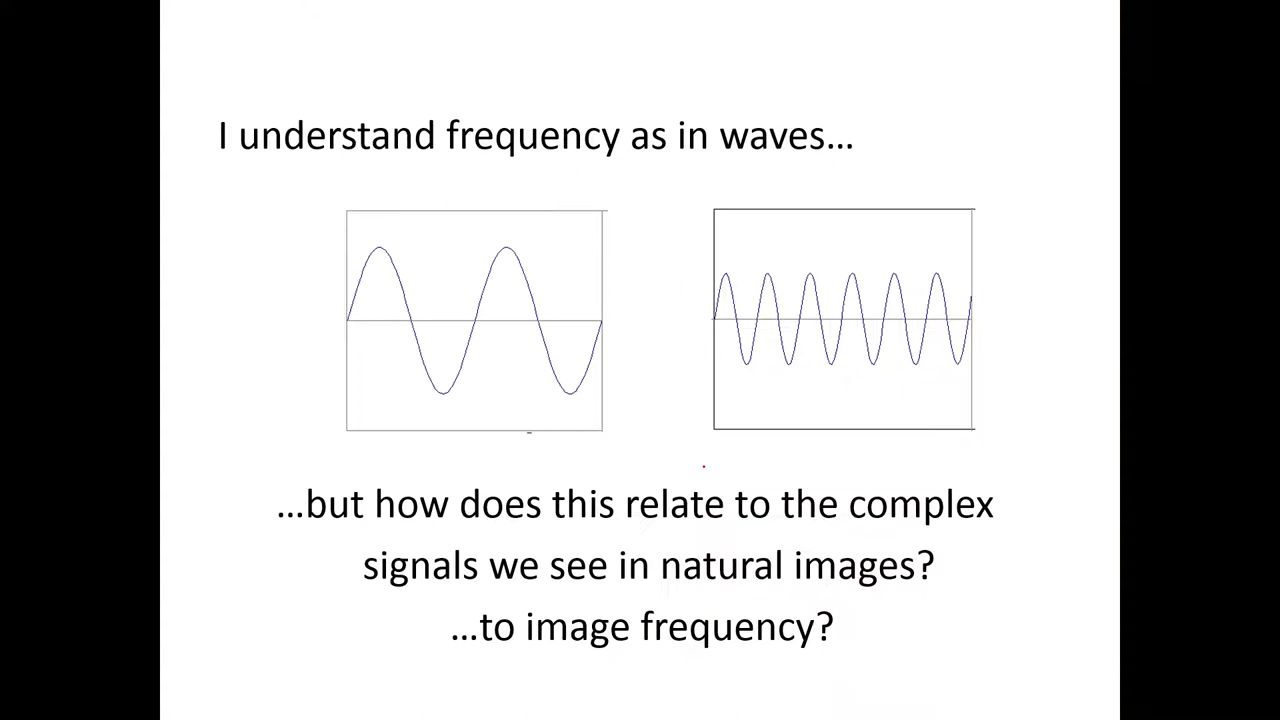 I understand frequency as in waves…
…but how does this relate to the complex
signals we see in natural images?
…to image frequency?